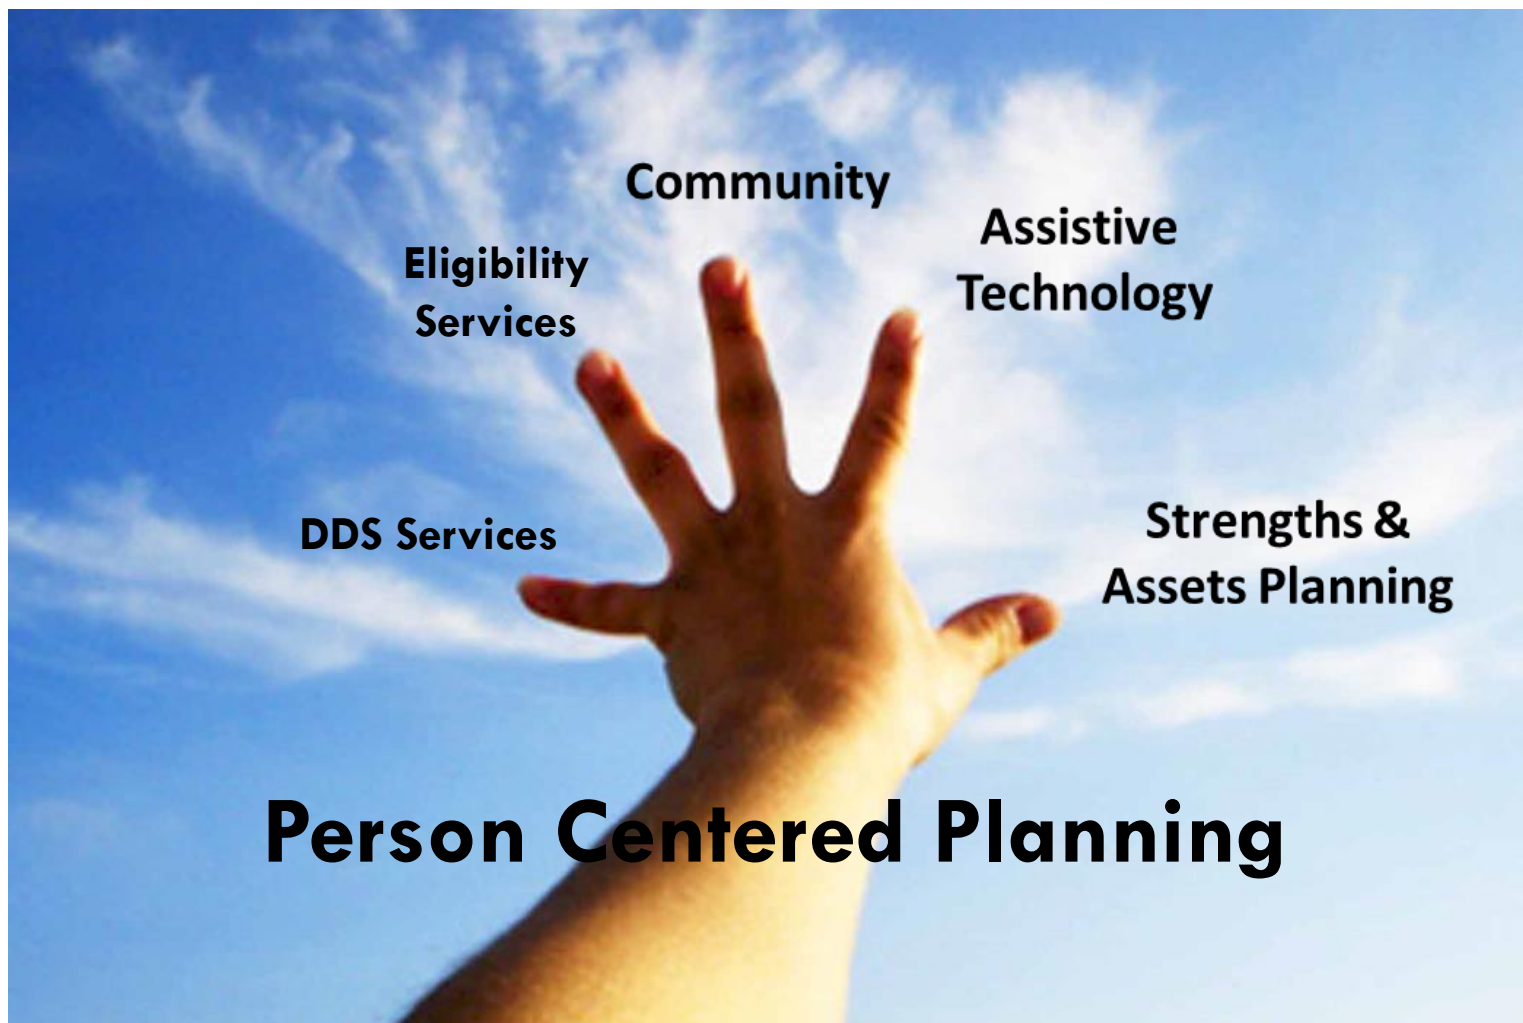 Community
Assistive
Technology
Eligibility
Services
DDS Services
Strengths &
Assets Planning
Person Centered Planning